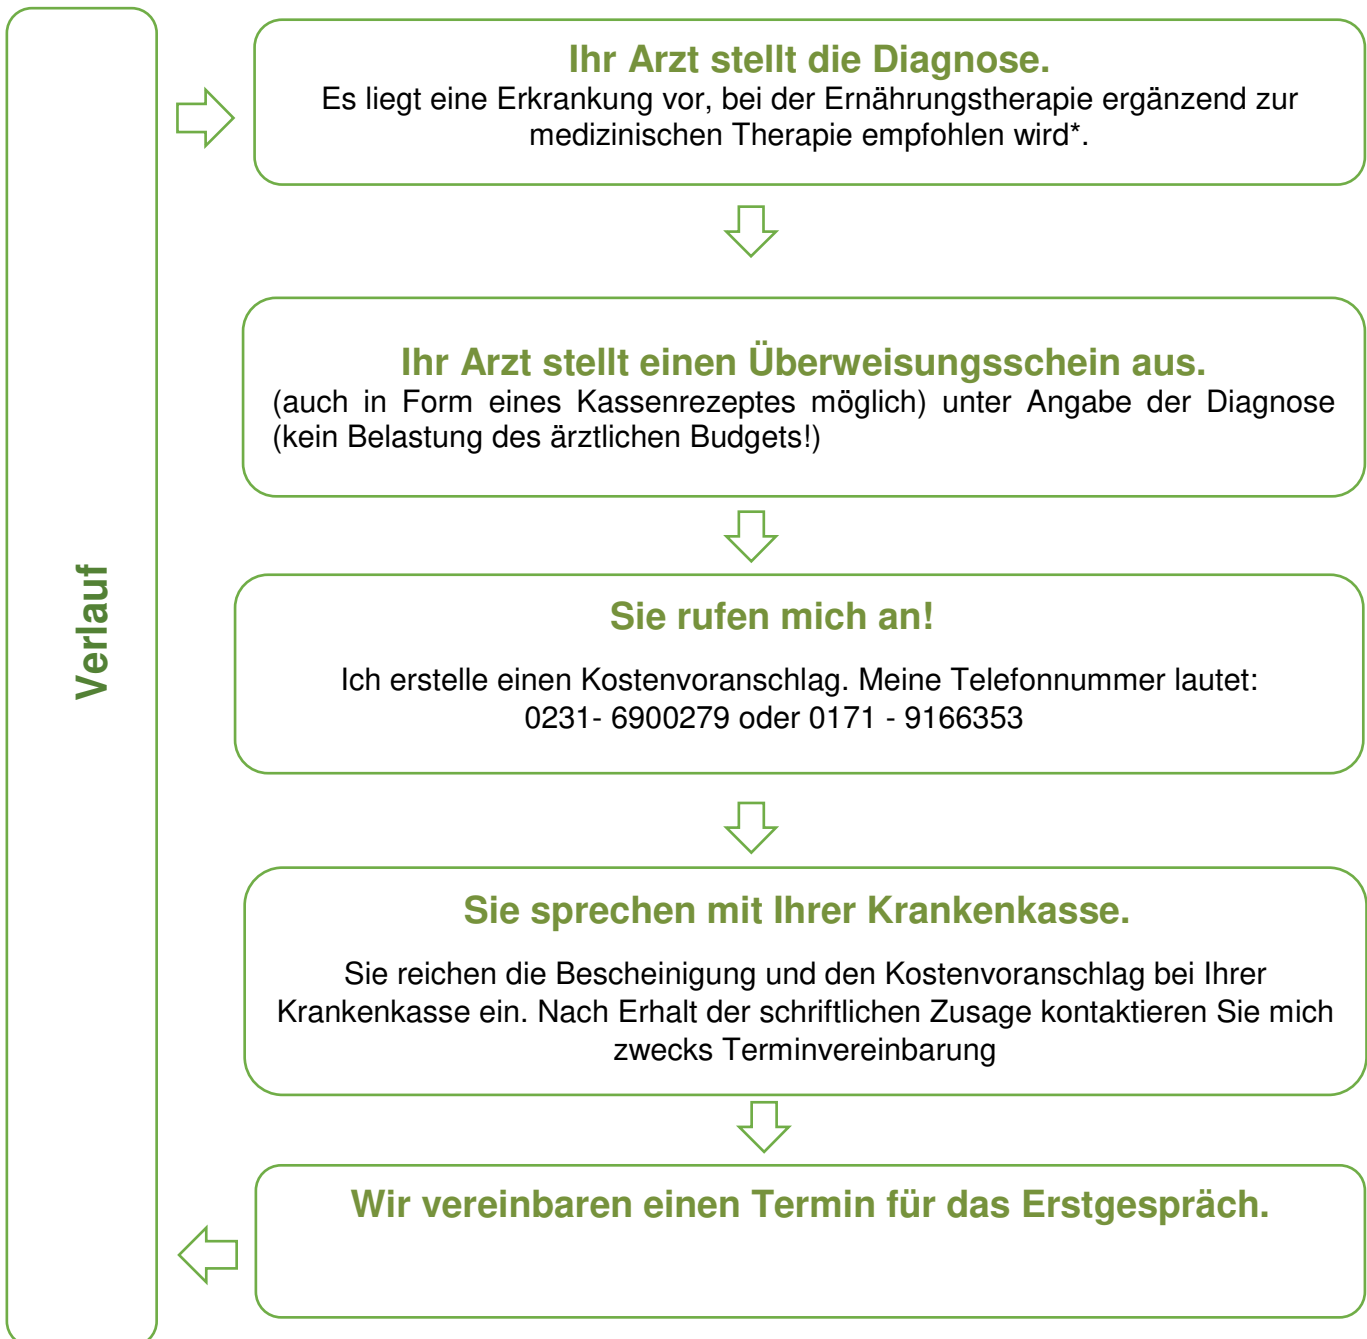 Verlauf
Ihr Arzt stellt die Diagnose.
Es liegt eine Erkrankung vor, bei der Ernährungstherapie ergänzend zur
medizinischen Therapie empfohlen wird*.
Ihr Arzt stellt einen Überweisungsschein aus.
(auch in Form eines Kassenrezeptes möglich) unter Angabe der Diagnose
(kein Belastung des ärztlichen Budgets!)
Sie rufen mich an!
Ich erstelle einen Kostenvoranschlag. Meine Telefonnummer lautet:
0231- 6900279 oder 0171 - 9166353
Sie sprechen mit Ihrer Krankenkasse.
Sie reichen die Bescheinigung und den Kostenvoranschlag bei Ihrer
Krankenkasse ein. Nach Erhalt der schriftlichen Zusage kontaktieren Sie mich
zwecks Terminvereinbarung
Wir vereinbaren einen Termin für das Erstgespräch.